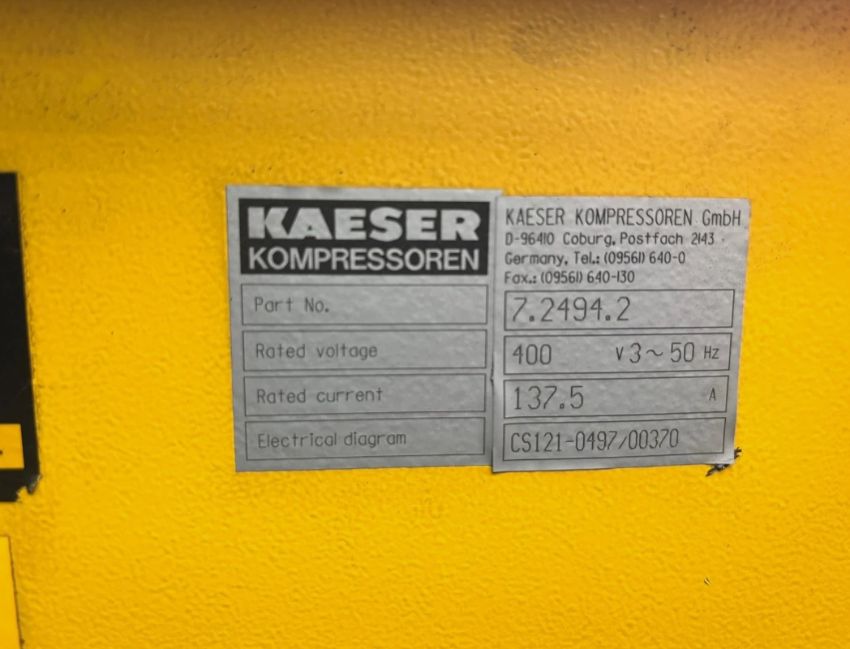 KAESER
KOMPRESSOREN
KAESER KOMPRESSOREN GmbH
D-96410 Coburg, Postfach 2143
Germany, Tel.: (09561) 640-0
Fax.: (09561) 640-130
Part No. 7.2494.2
Rated voltage 400 V 3~ 50 Hz
Rated current 137.5 A
Electrical diagram CS121-0497/00370